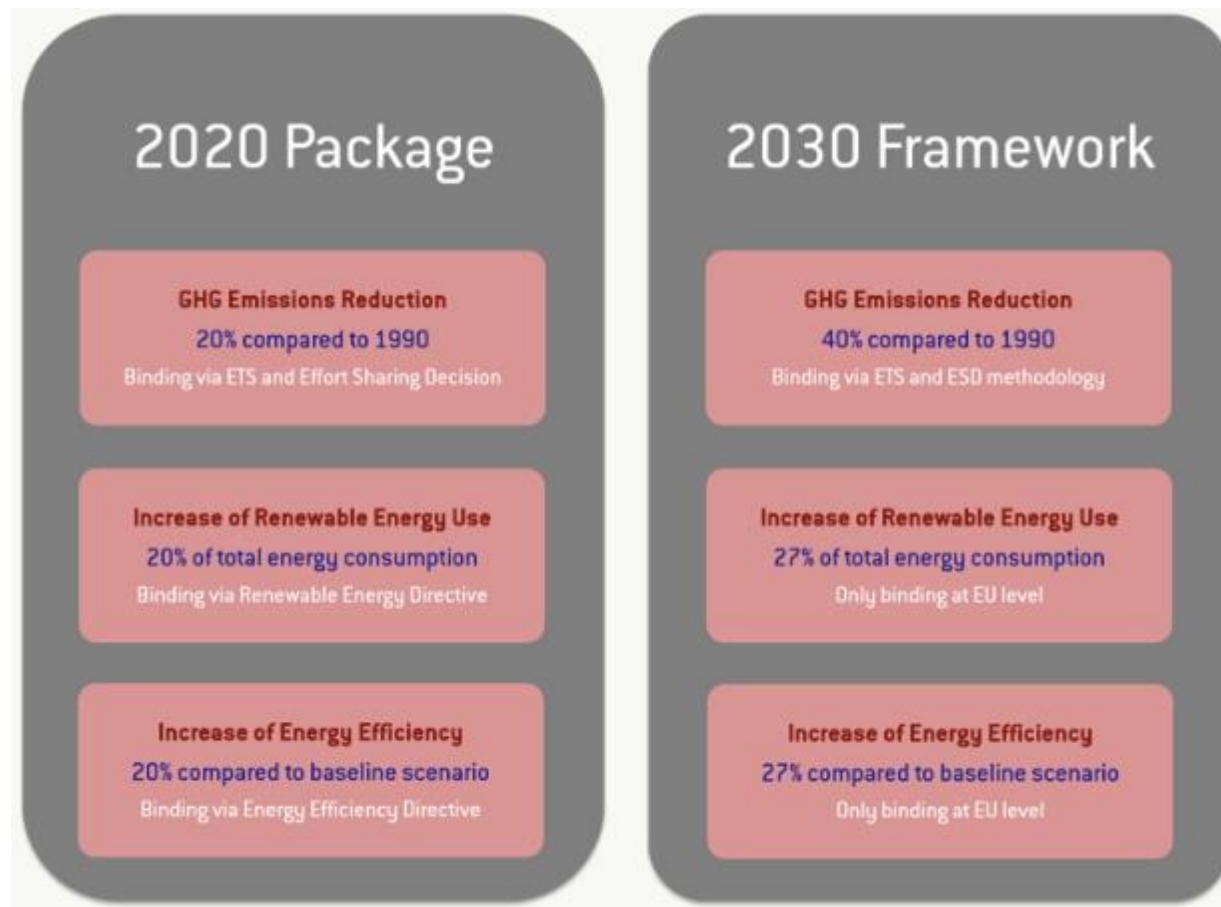 2020 Package
GHG Emissions Reduction
20% compared to 1990
Binding via ETS and Effort Sharing Decision
Increase of Renewable Energy Use
20% of total energy consumption
Binding via Renewable Energy Directive
Increase of Energy Efficiency
20% compared to baseline scenario
Binding via Energy Efficiency Directive
2030 Framework
GHG Emissions Reduction
40% compared to 1990
Binding via ETS and ESD methodology
Increase of Renewable Energy Use
27% of total energy consumption
Only binding at EU level
Increase of Energy Efficiency
27% compared to baseline scenario
Only binding at EU level